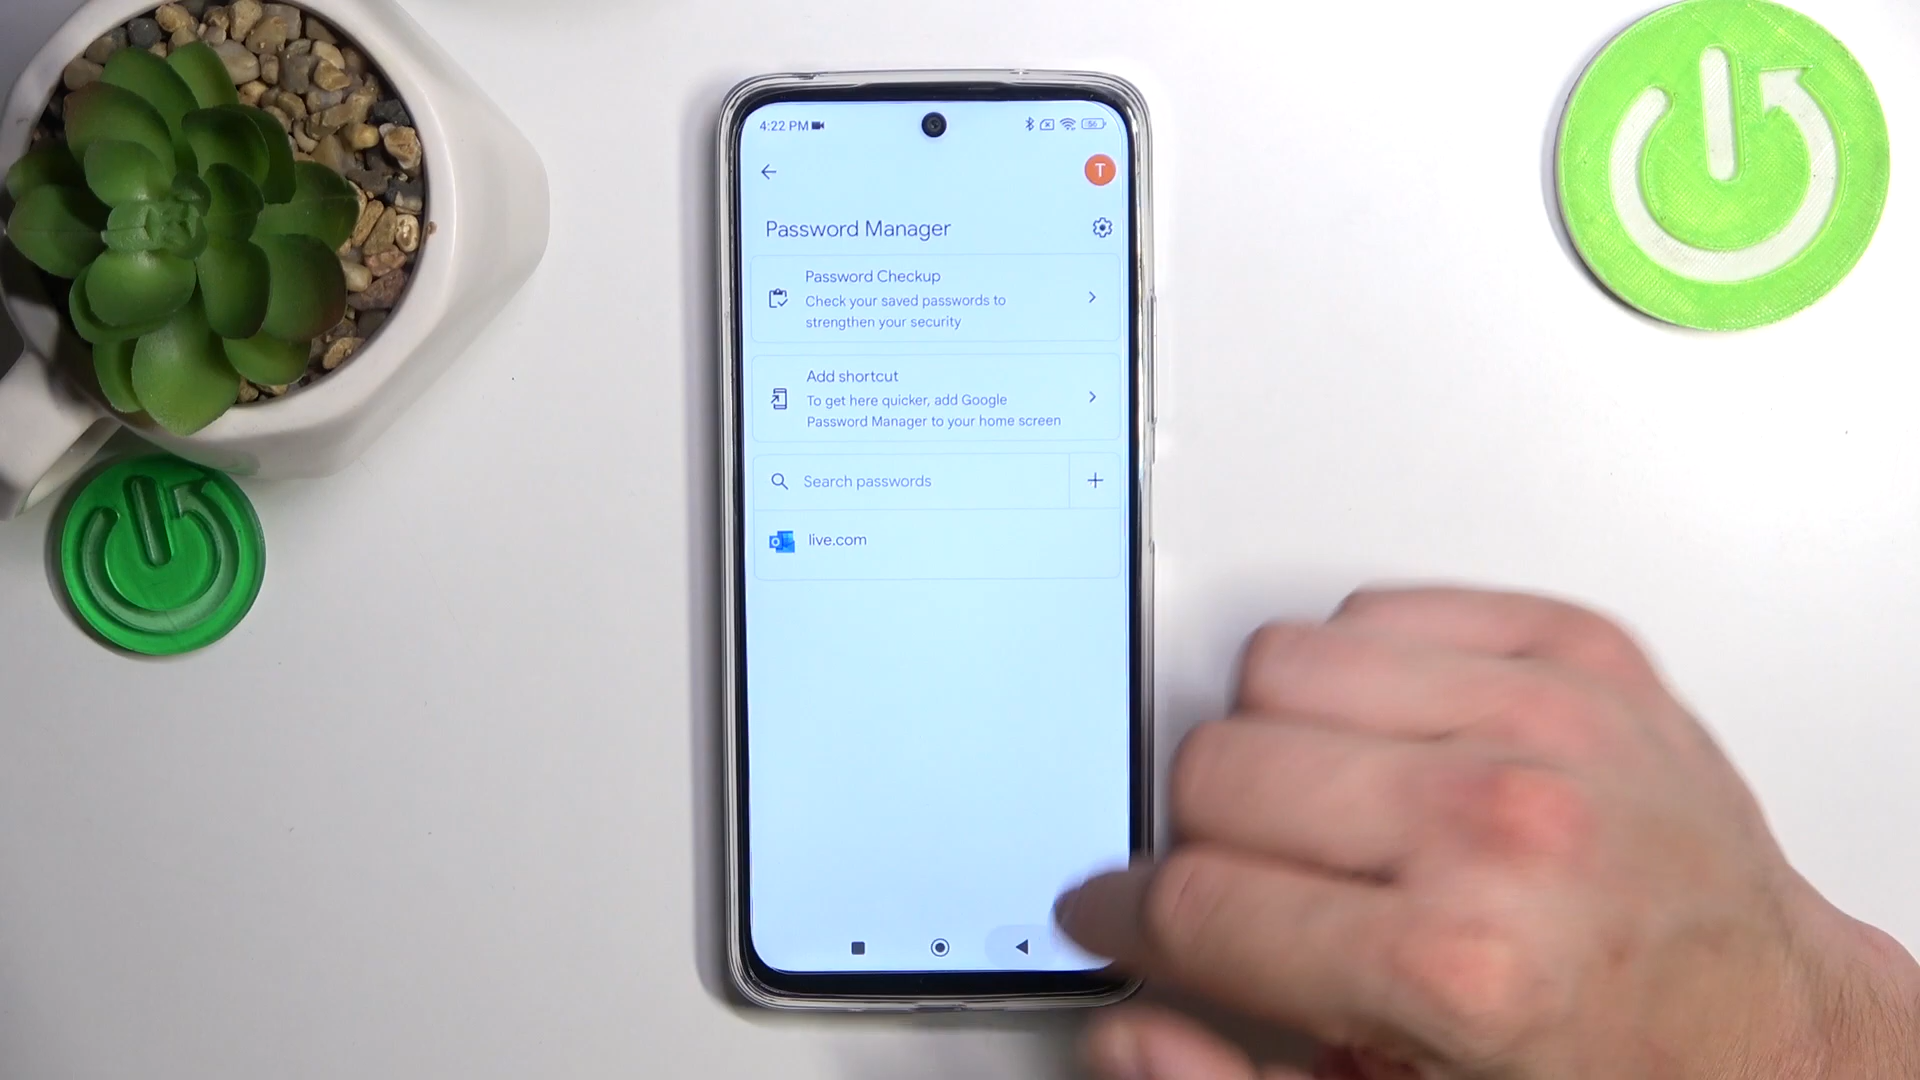 4:22 PM
56
T
Password Manager
Password Checkup
Check your saved passwords to
strengthen your security
Add shortcut
To get here quicker, add Google
Password Manager to your home screen
Search passwords
live.com